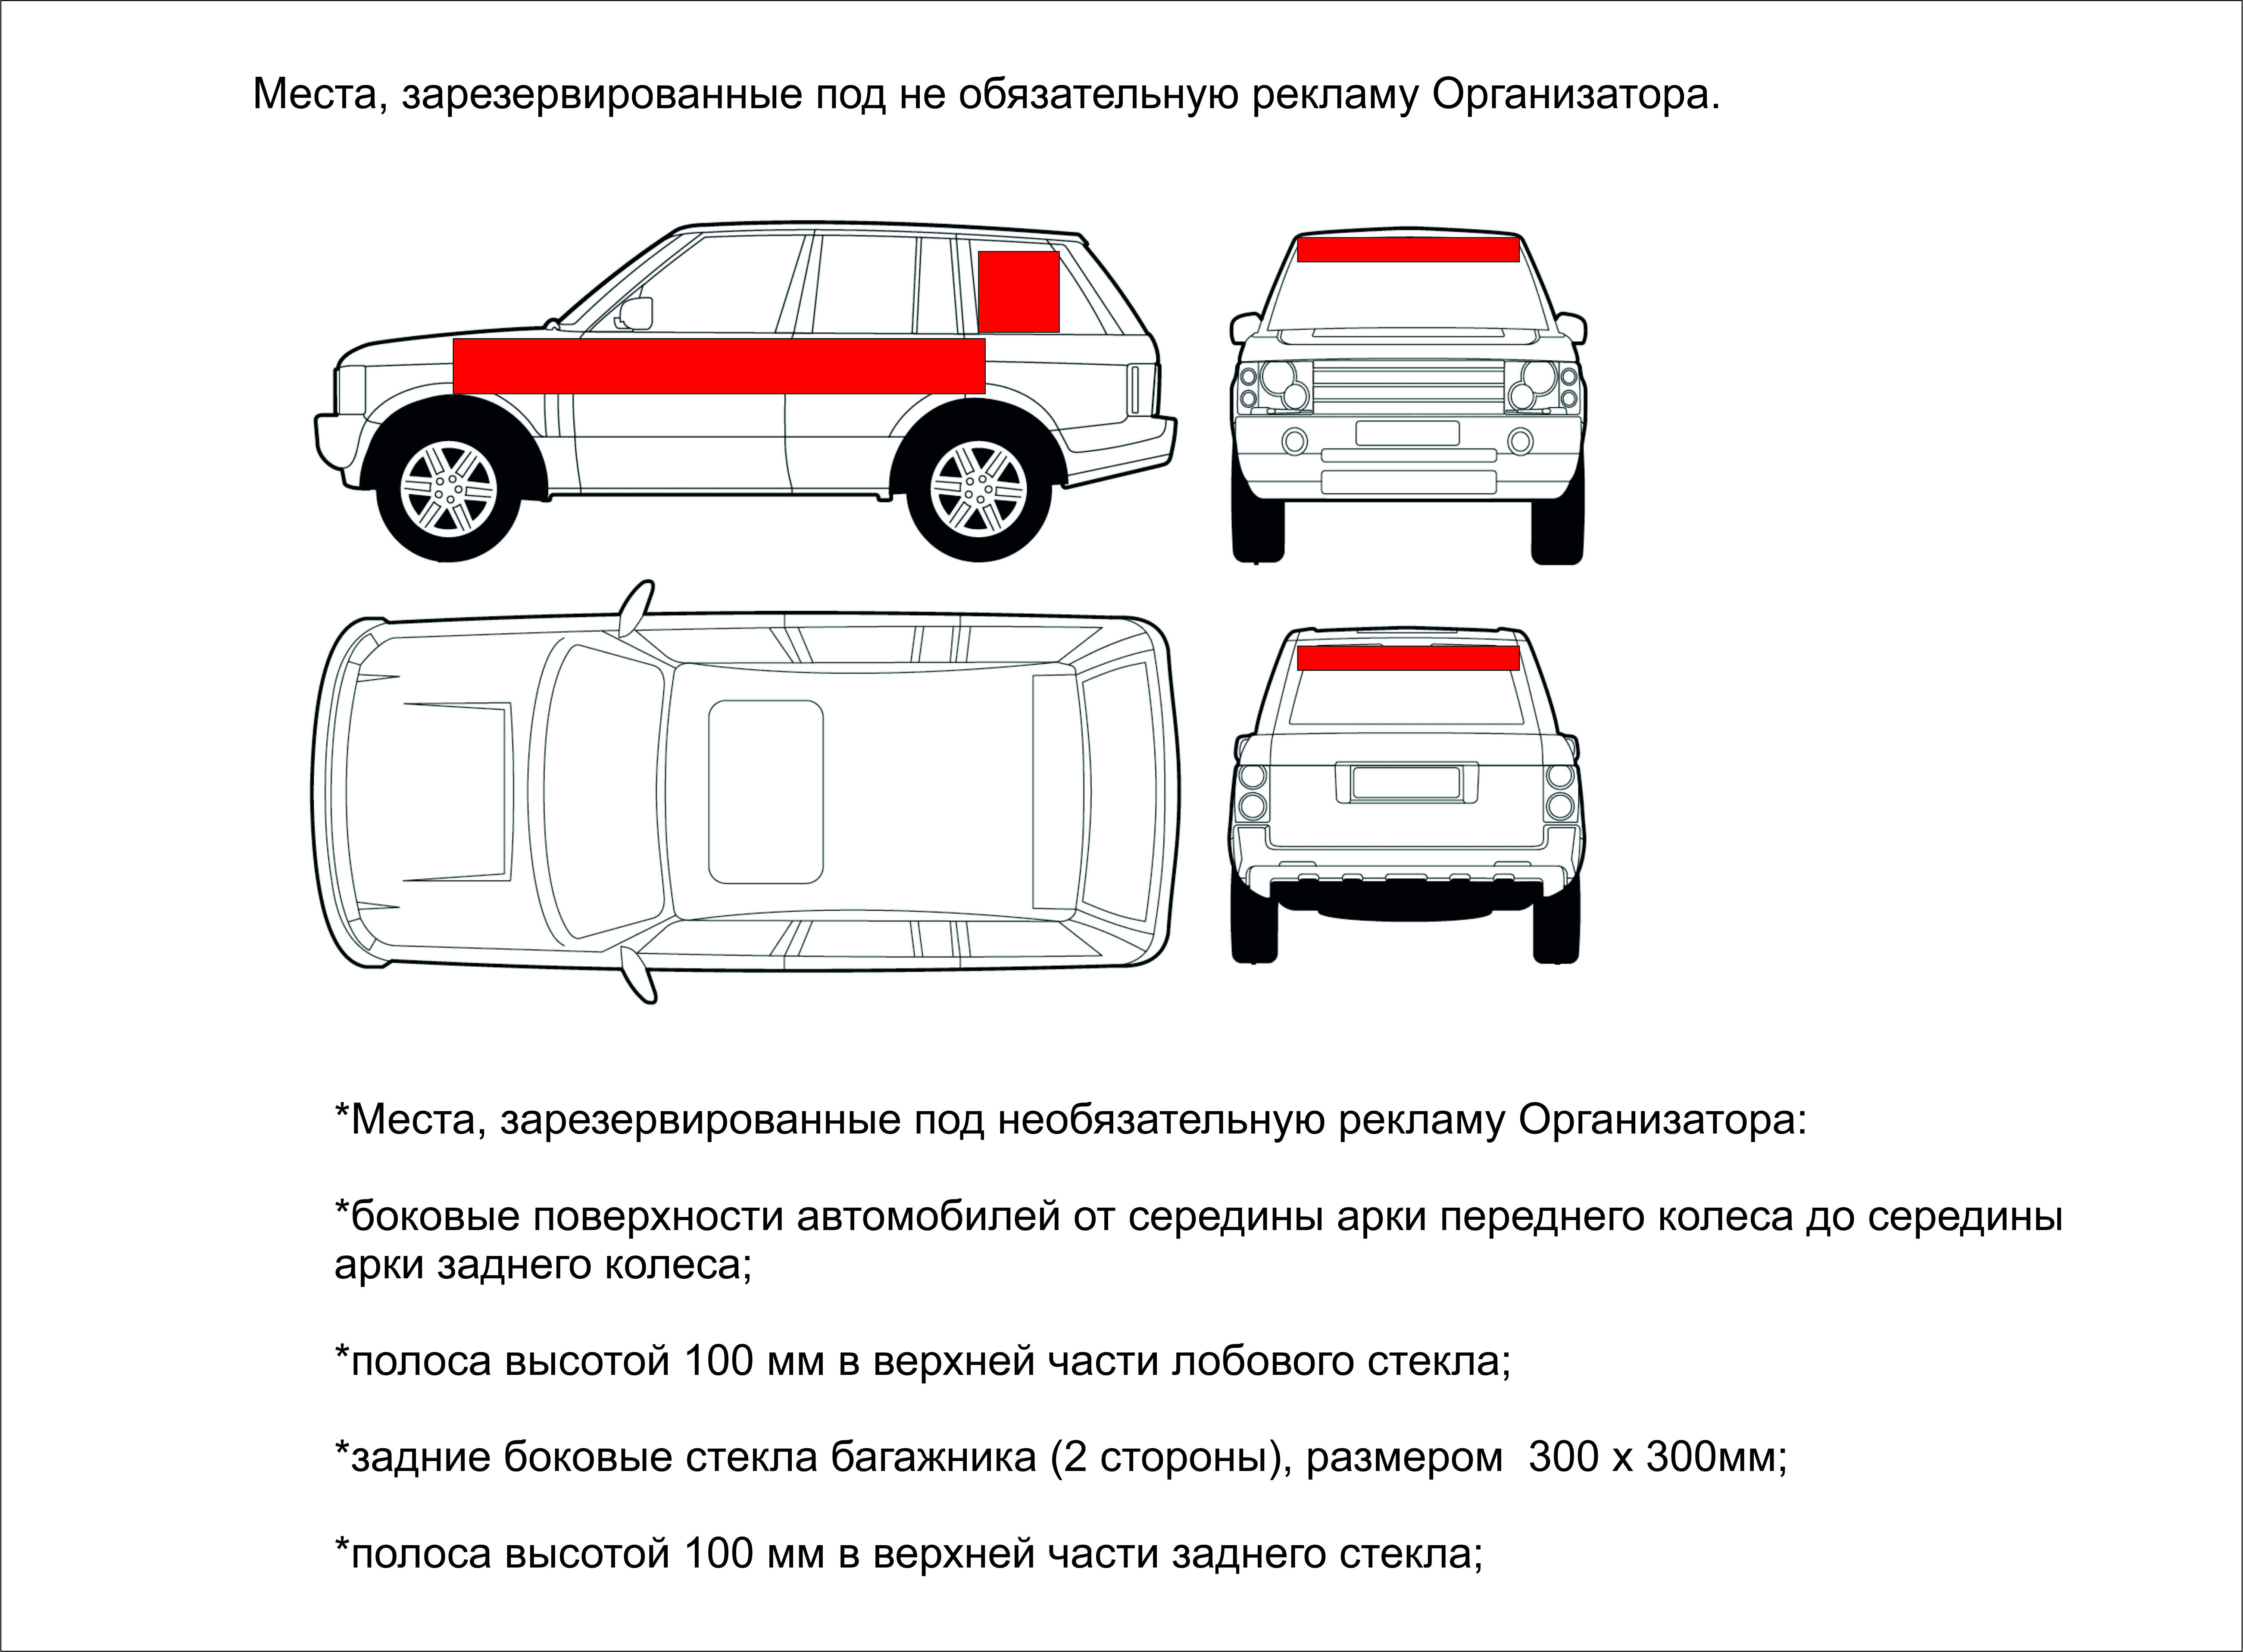 Места, зарезервированные под не обязательную рекламу Организатора.
*Места, зарезервированные под необязательную рекламу Организатора:
*боковые поверхности автомобилей от середины арки переднего колеса до середины
арки заднего колеса;
*полоса высотой 100 мм в верхней части лобового стекла;
*задние боковые стекла багажника (2 стороны), размером  300 х 300мм;
*полоса высотой 100 мм в верхней части заднего стекла;